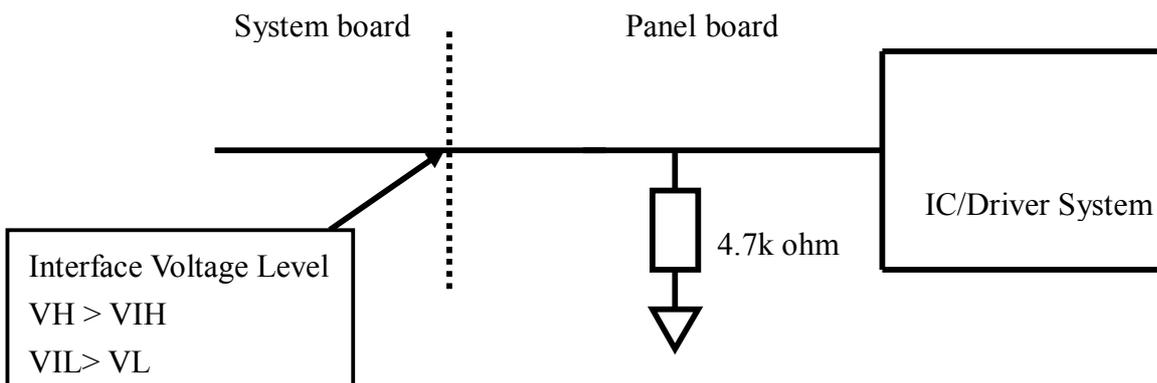 System board
Panel board
IC/Driver System
4.7k ohm
Interface Voltage Level
VH > VIH
VIL> VL